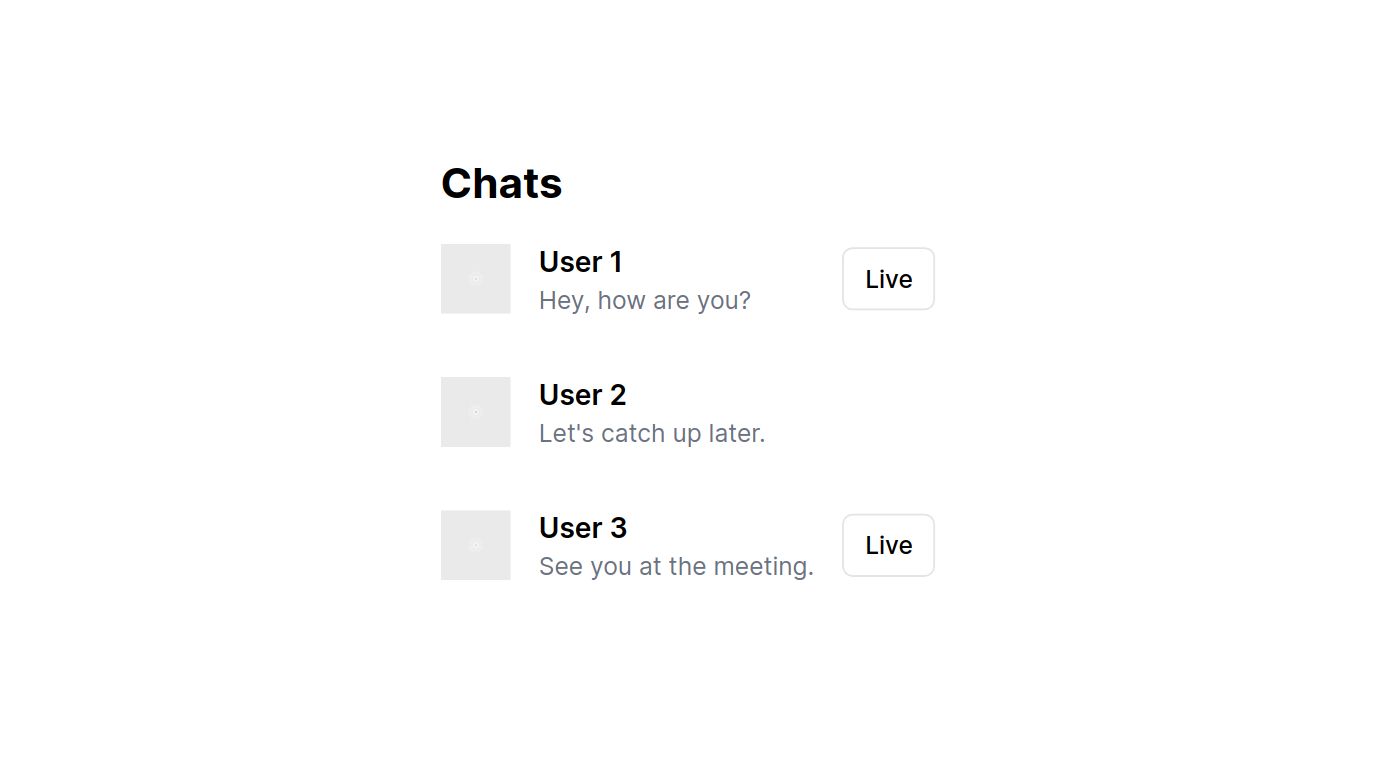 Chats
User 1
Hey, how are you?
Live
User 2
Let's catch up later.
User 3
See you at the meeting.
Live